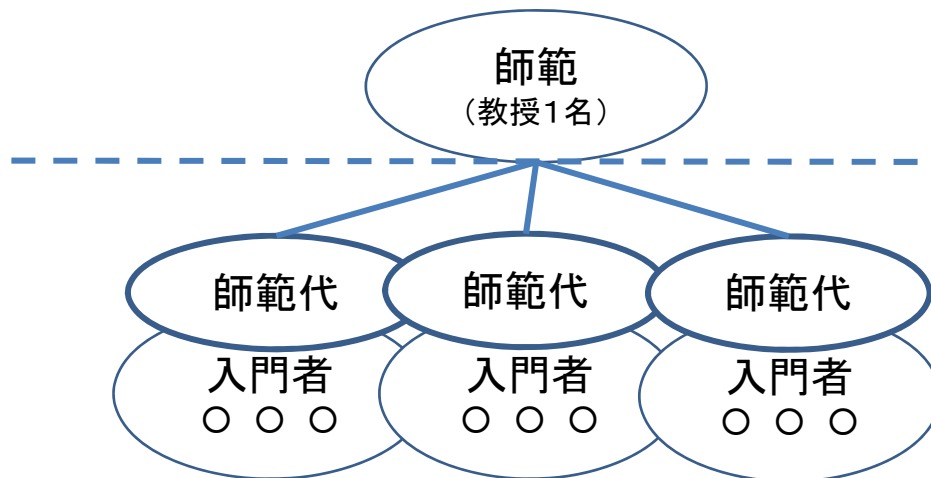 師範
（教授１名）
師範代
師範代
師範代
入門者
○ ○ ○
入門者
○ ○ ○
入門者
○ ○ ○